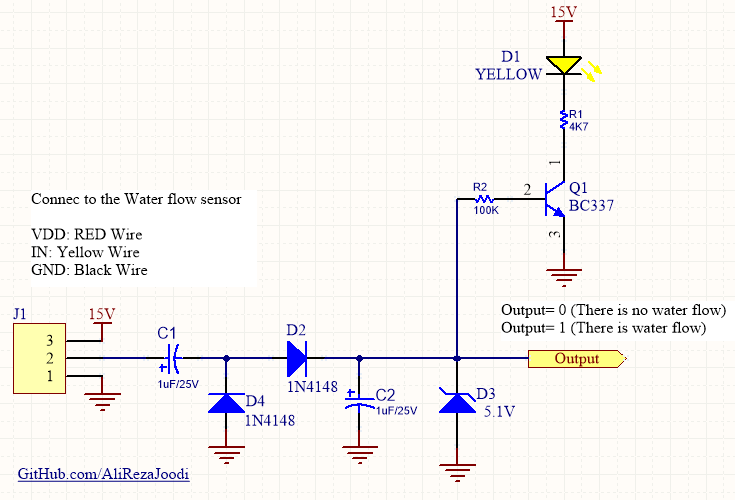 15V
D1
YELLOW
R1
4K7
1
R2
100K
2
Q1
BC337
3
Connec to the Water flow sensor
VDD: RED Wire
IN: Yellow Wire
GND: Black Wire
Output= 0 (There is no water flow)
Output= 1 (There is water flow)
J1
15V
3
2
1
C1
+
1uF/25V
D2
1N4148
D4
1N4148
+
C2
1uF/25V
D3
5.1V
Output
GitHub.com/AliRezaJoodi